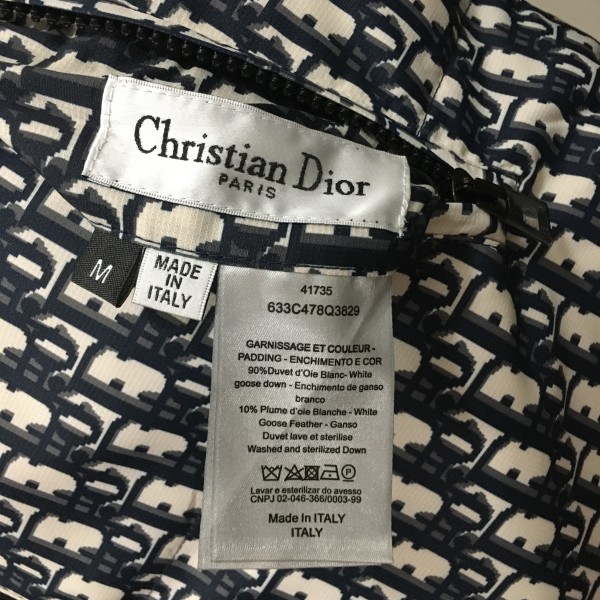 Christian Dior
PARIS
M
MADE
IN
ITALY
41735
633C478Q3829
GARNISSAGE ET COULEUR-
PADDING - ENCHIMENTO E COR
90%Duvet d'Oie Blanc- White
goose down - Enchimento de ganso
branco
10% Plume d'oie Blanche - White
Goose Feather - Ganso
Duvet lave et sterilise
Washed and sterilized Down
Lavar e esterilizar do avesso
CNPJ 02-046-366/0003-99
Made In ITALY
ITALY